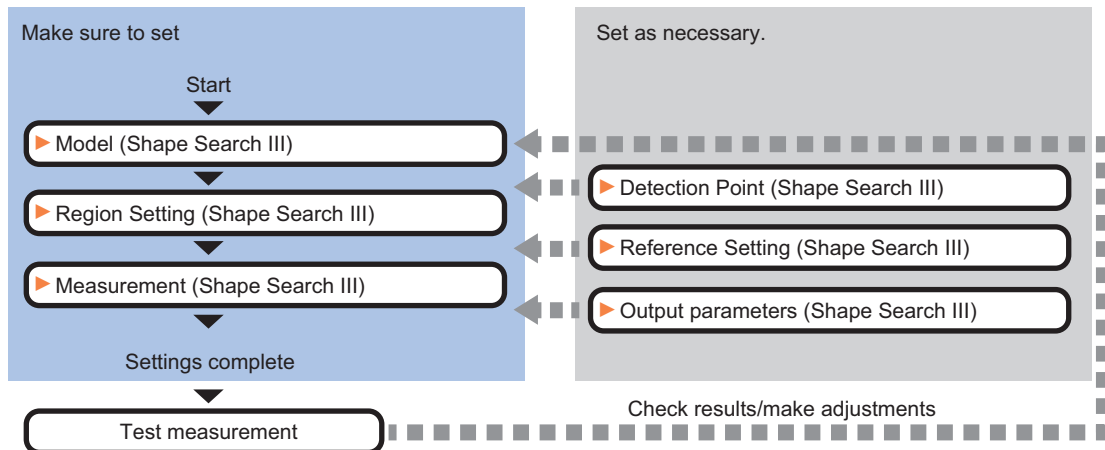 Make sure to set
Start
Model (Shape Search III)
Region Setting (Shape Search III)
Measurement (Shape Search III)
Settings complete
Test measurement
Set as necessary.
Detection Point (Shape Search III)
Reference Setting (Shape Search III)
Output parameters (Shape Search III)
Check results/make adjustments